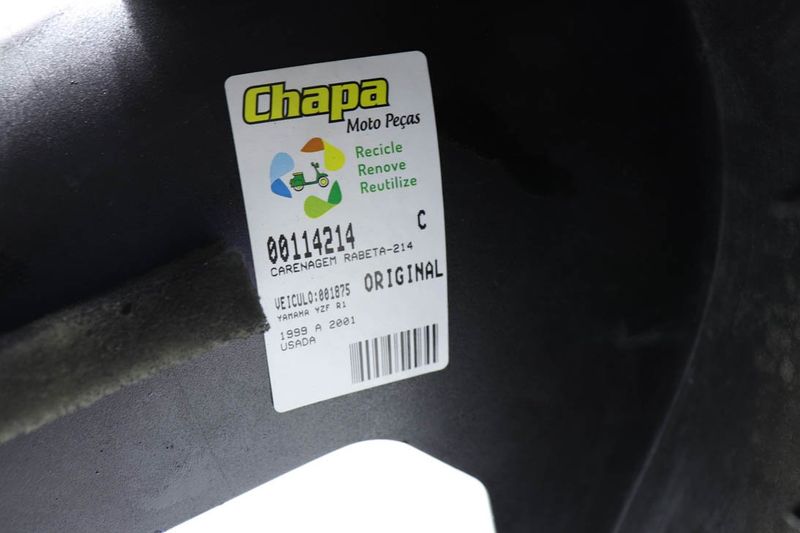 Chapa
Moto Peças
Recicle
Renove
Reutilize
C
00114214
CARENAGEM RABETA-214
ORIGINAL
VEICULO:001875
YAMAHA YZF R1
1999 A 2001
USADA